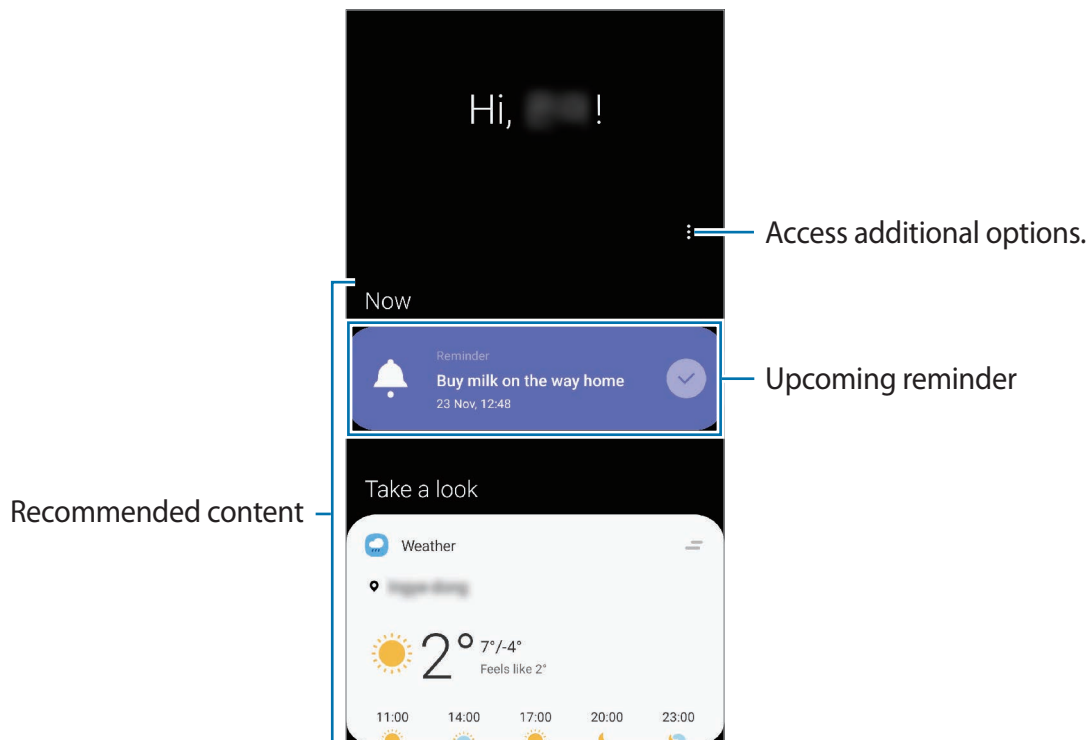 Hi, !
Access additional options.
Now
Reminder
Buy milk on the way home
23 Nov, 12:48
Upcoming reminder
Take a look
Recommended content
Weather
2° 7°/-4°
Feels like 2°
11:00 14:00 17:00 20:00 23:00